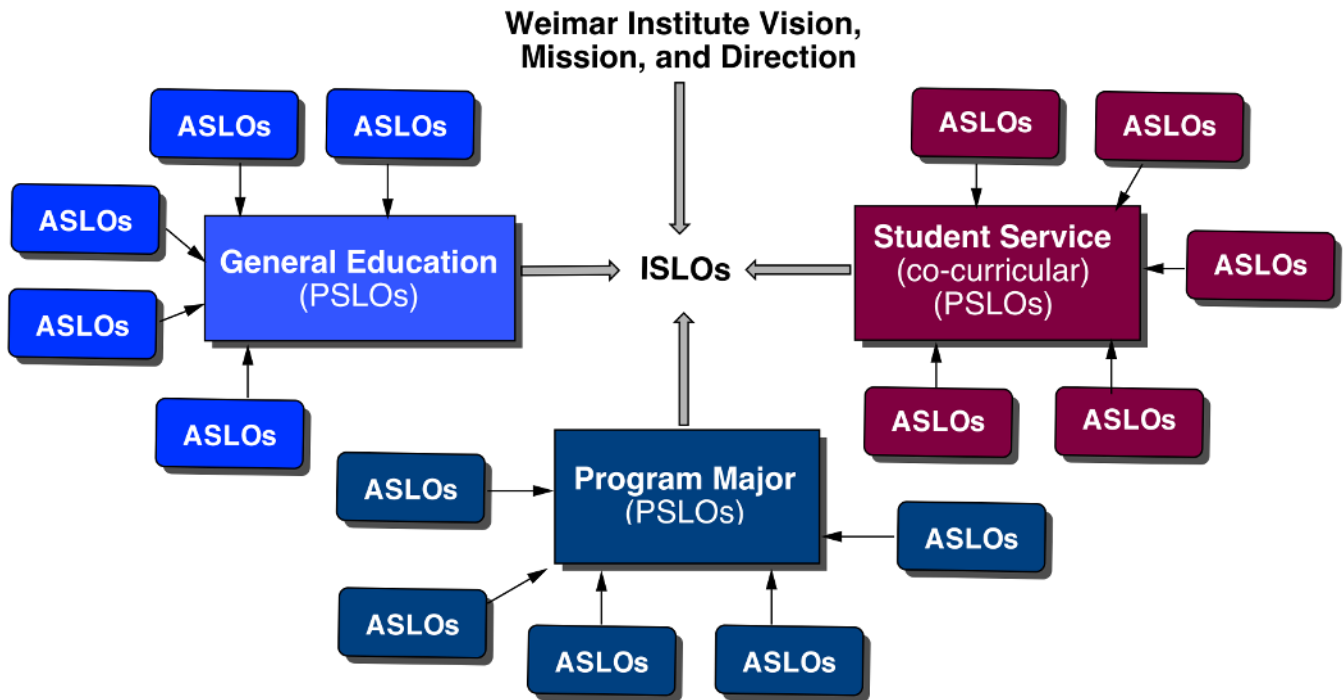 Weimar Institute Vision,
Mission, and Direction
ASLOs
ASLOs
ASLOs
ASLOs
ASLOs
General Education
(PSLOs)
ISLOs
ASLOs
ASLOs
ASLOs
ASLOs
ASLOs
Student Service
(co-curricular)
(PSLOs)
Program Major
(PSLOs)
ASLOs
ASLOs
ASLOs
ASLOs
ASLOs